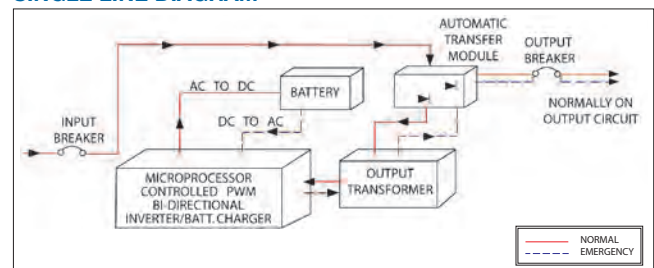 SINGLE LINE DIAGRAM
AUTOMATIC
TRANSFER
MODULE
OUTPUT
BREAKER
AC TO DC
BATTERY
DC TO AC
INPUT
BREAKER
NORMALLY ON
OUTPUT CIRCUIT
MICROPROCESSOR
CONTROLLED PWM
BI-DIRECTIONAL
INVERTER/BATT. CHARGER
OUTPUT
TRANSFORMER
NORMAL
EMERGENCY